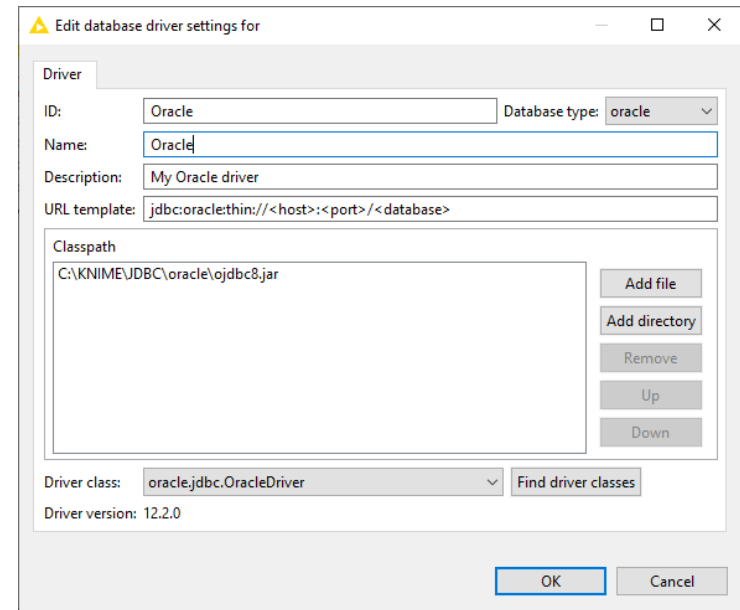 Edit database driver settings for
Driver
ID: Oracle Database type: oracle
Name: Oracle
Description: My Oracle driver
URL template: jdbc:oracle:thin://<host>:<port>/<database>
Classpath
C:\KNIME\JDBC\oracle\ojdbc8.jar
Add file
Add directory
Remove
Up
Down
Driver class: oracle.jdbc.OracleDriver Find driver classes
Driver version: 12.2.0
OK Cancel